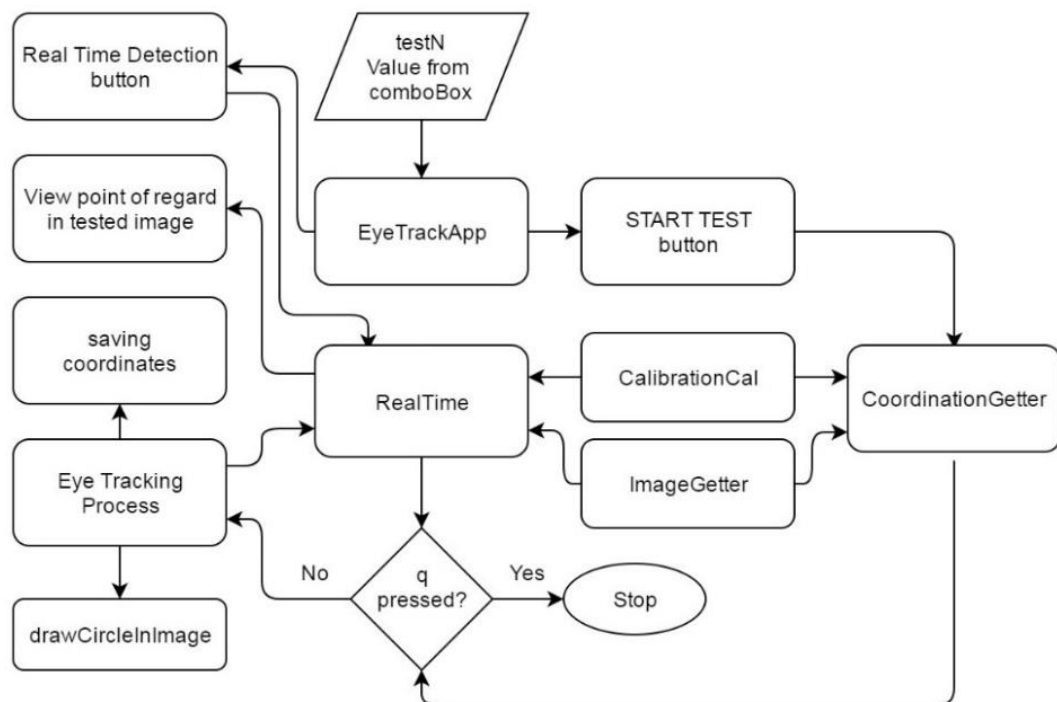 Real Time Detection
button
testN
Value from
comboBox
View point of regard
in tested image
EyeTrackApp
START TEST
button
saving
coordinates
RealTime
CalibrationCal
CoordinationGetter
Eye Tracking
Process
ImageGetter
No
q
pressed?
Yes
Stop
drawCircleInImage